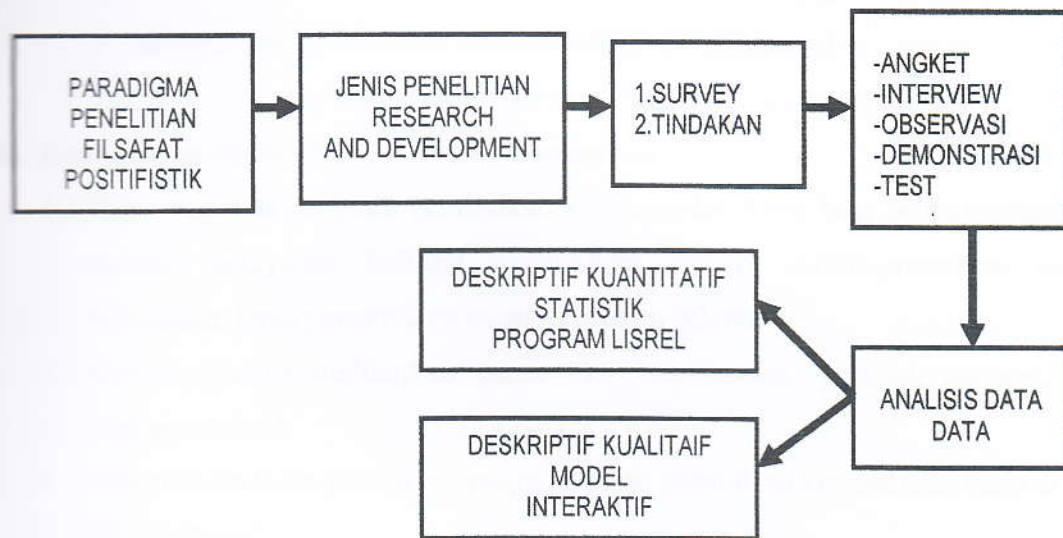 PARADIGMA
PENELITIAN
FILSAFAT
POSITIFISTIK
JENIS PENELITIAN
RESEARCH
AND DEVELOPMENT
1.SURVEY
2.TINDAKAN
-ANGKET
-INTERVIEW
-OBSERVASI
-DEMONSTRASI
-TEST
DESKRIPTIF KUANTITATIF
STATISTIK
PROGRAM LISREL
ANALISIS DATA
DATA
DESKRIPTIF KUALITAIF
MODEL
INTERAKTIF